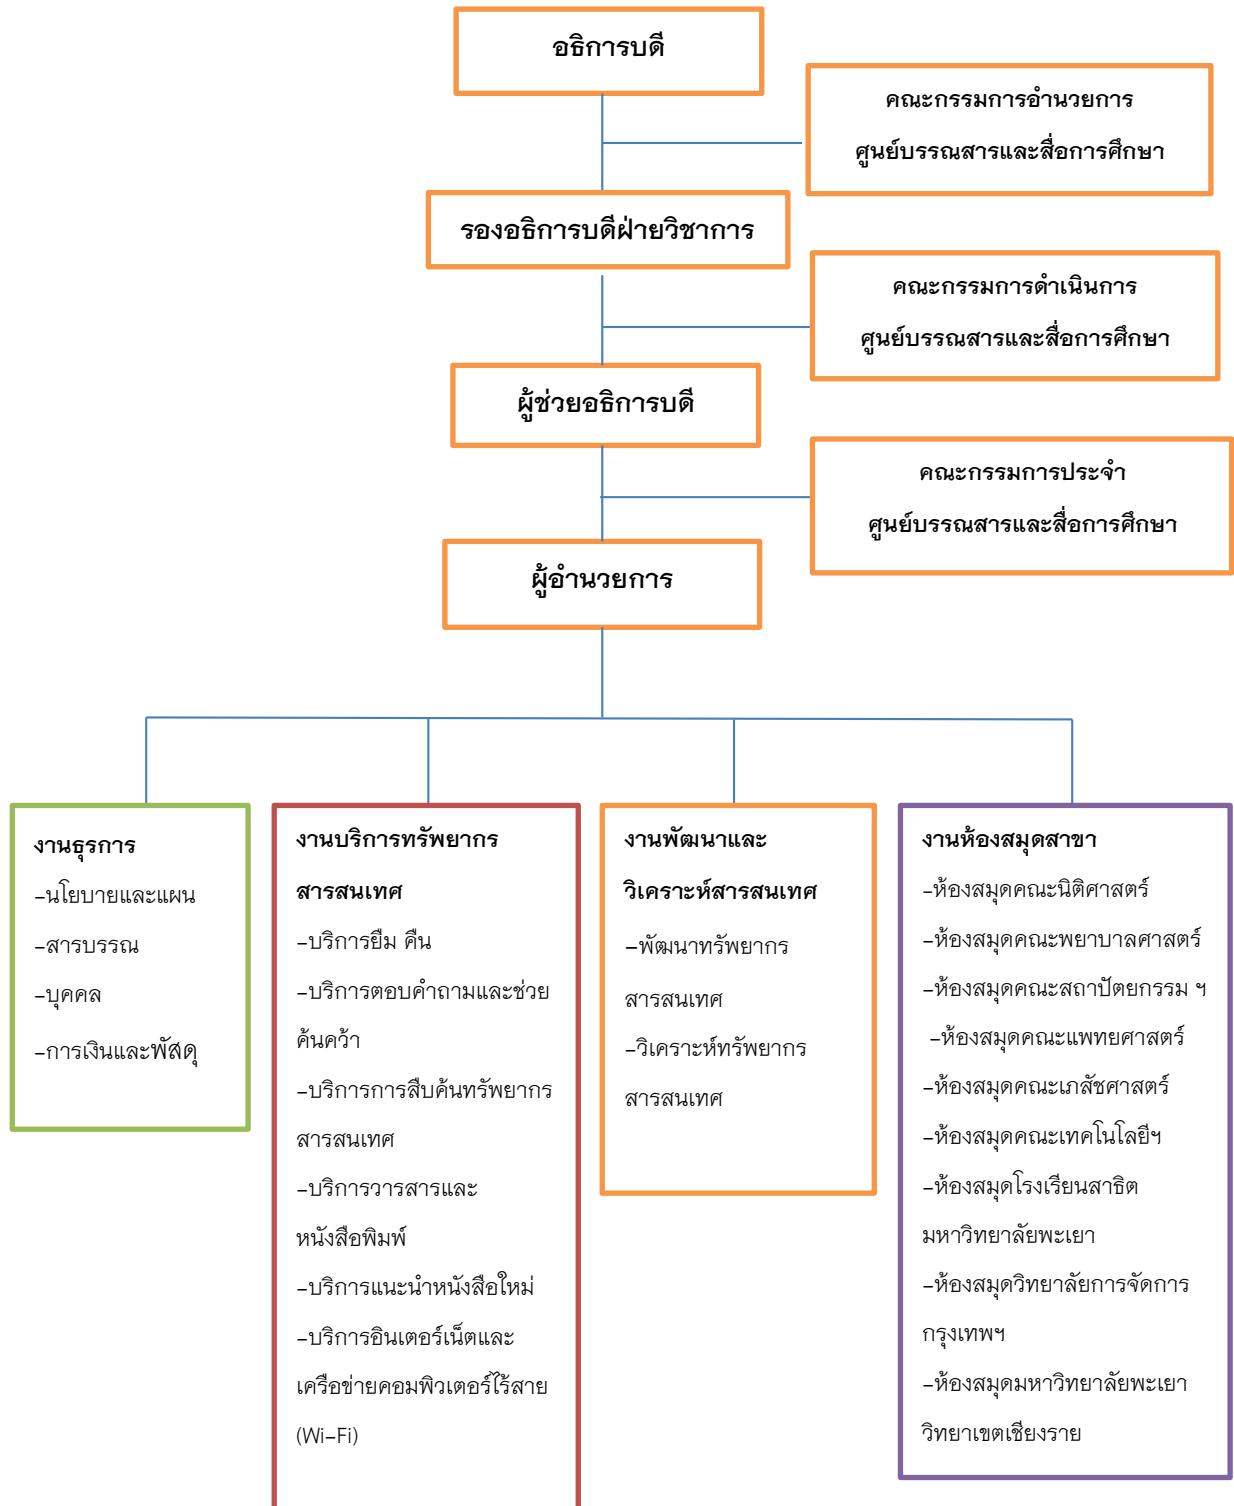 อธิการบดี
คณะกรรมการอำนวยการ
ศูนย์บรรณสารและสื่อการศึกษา
รองอธิการบดีฝ่ายวิชาการ
คณะกรรมการดำเนินการ
ศูนย์บรรณสารและสื่อการศึกษา
ผู้ช่วยอธิการบดี
คณะกรรมการประจำ
ศูนย์บรรณสารและสื่อการศึกษา
ผู้อำนวยการ
งานธุรการ
-นโยบายและแผน
-สารบรรณ
-บุคคล
-การเงินและพัสดุ
งานบริการทรัพยากร
สารสนเทศ
-บริการยืม คืน
-บริการตอบคำถามและช่วย
ค้นคว้า
-บริการการสืบค้นทรัพยากร
สารสนเทศ
-บริการวารสารและ
หนังสือพิมพ์
-บริการแนะนำหนังสือใหม่
-บริการอินเตอร์เน็ตและ
เครือข่ายคอมพิวเตอร์ไร้สาย
(Wi-Fi)
งานพัฒนาและ
วิเคราะห์สารสนเทศ
-พัฒนาทรัพยากร
สารสนเทศ
-วิเคราะห์ทรัพยากร
สารสนเทศ
งานห้องสมุดสาขา
-ห้องสมุดคณะนิติศาสตร์
-ห้องสมุดคณะพยาบาลศาสตร์
-ห้องสมุดคณะสถาปัตยกรรม ฯ
-ห้องสมุดคณะแพทยศาสตร์
-ห้องสมุดคณะเภสัชศาสตร์
-ห้องสมุดคณะเทคโนโลยีฯ
-ห้องสมุดโรงเรียนสาธิต
มหาวิทยาลัยพะเยา
-ห้องสมุดวิทยาลัยการจัดการ
กรุงเทพฯ
-ห้องสมุดมหาวิทยาลัยพะเยา
วิทยาเขตเชียงราย